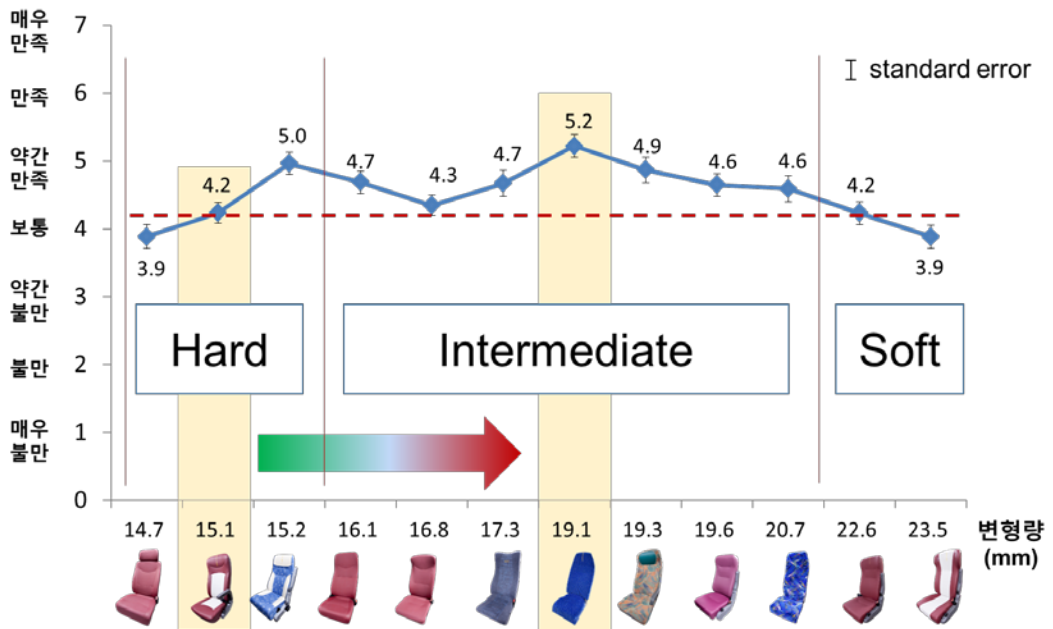 매우
만족
7
만족
6
약간
만족
5
보통
4
약간
불만
3
불만
2
매우
불만
1
0
standard error
3.9
4.2
5.0
4.7
4.3
4.7
5.2
4.9
4.6
4.6
4.2
3.9
Hard
Intermediate
Soft
14.7 15.1 15.2 16.1 16.8 17.3 19.1 19.3 19.6 20.7 22.6 23.5
변형량
(mm)